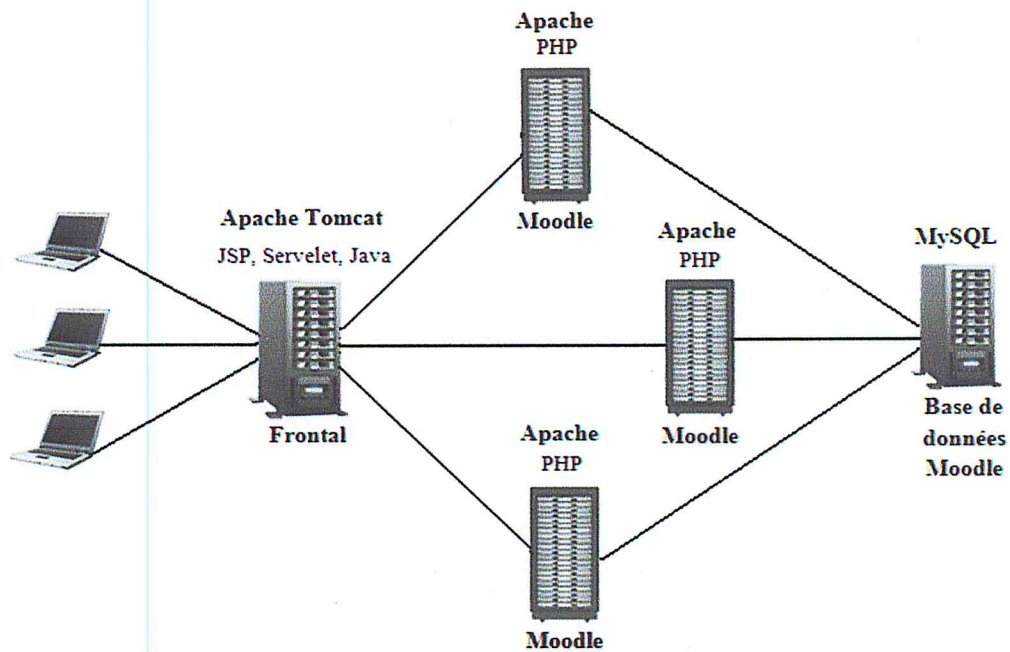 Apache
PHP
Moodle
Apache Tomcat
JSP, Servelet, Java
Frontal
Apache
PHP
Moodle
Apache
PHP
Moodle
MySQL
Base de
données
Moodle